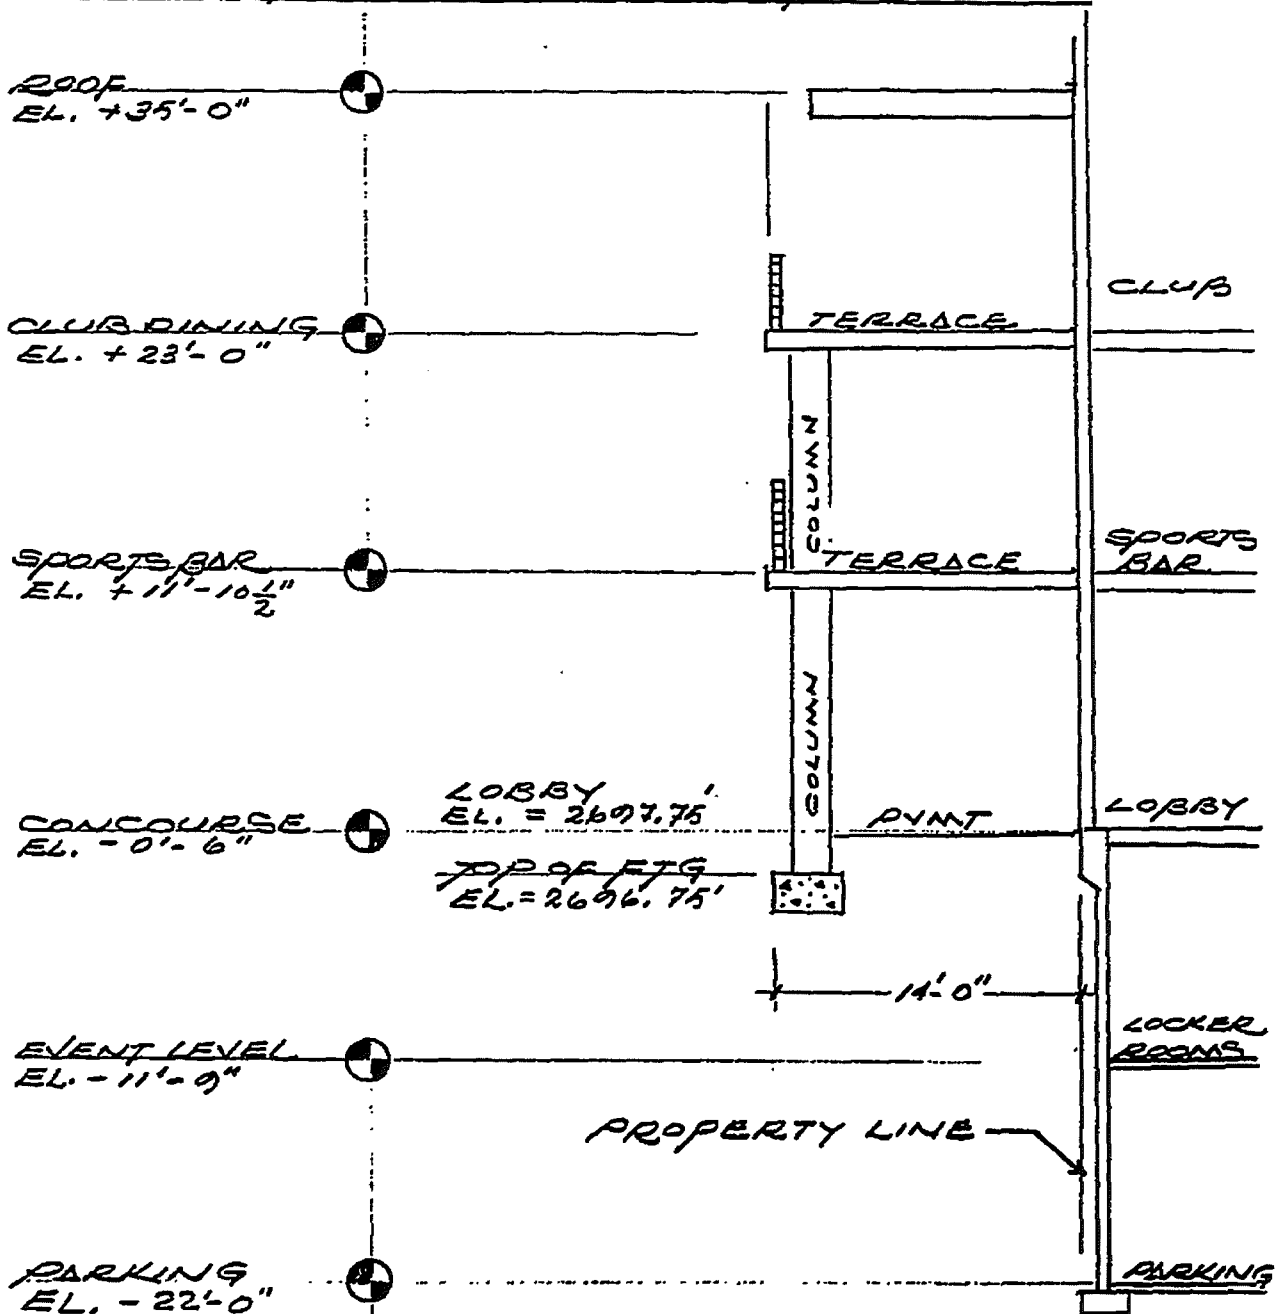 ROOF
EL. +35'-0"
CLUB
CLUB DINING
EL. +23'-0"
TERRACE
COLUMN
SPORTS BAR
EL. +11'-10 1/2"
TERRACE
SPORTS
BAR
COLUMN
LOBBY
EL. = 2697.75'
CONCOURSE
EL. -0'-6"
PVMT
LOBBY
TOP OF FTG
EL. = 2696.75'
14'-0"
EVENT LEVEL
EL. -11'-9"
LOCKER
ROOMS
PROPERTY LINE
PARKING
EL. -22'-0"
PARKING